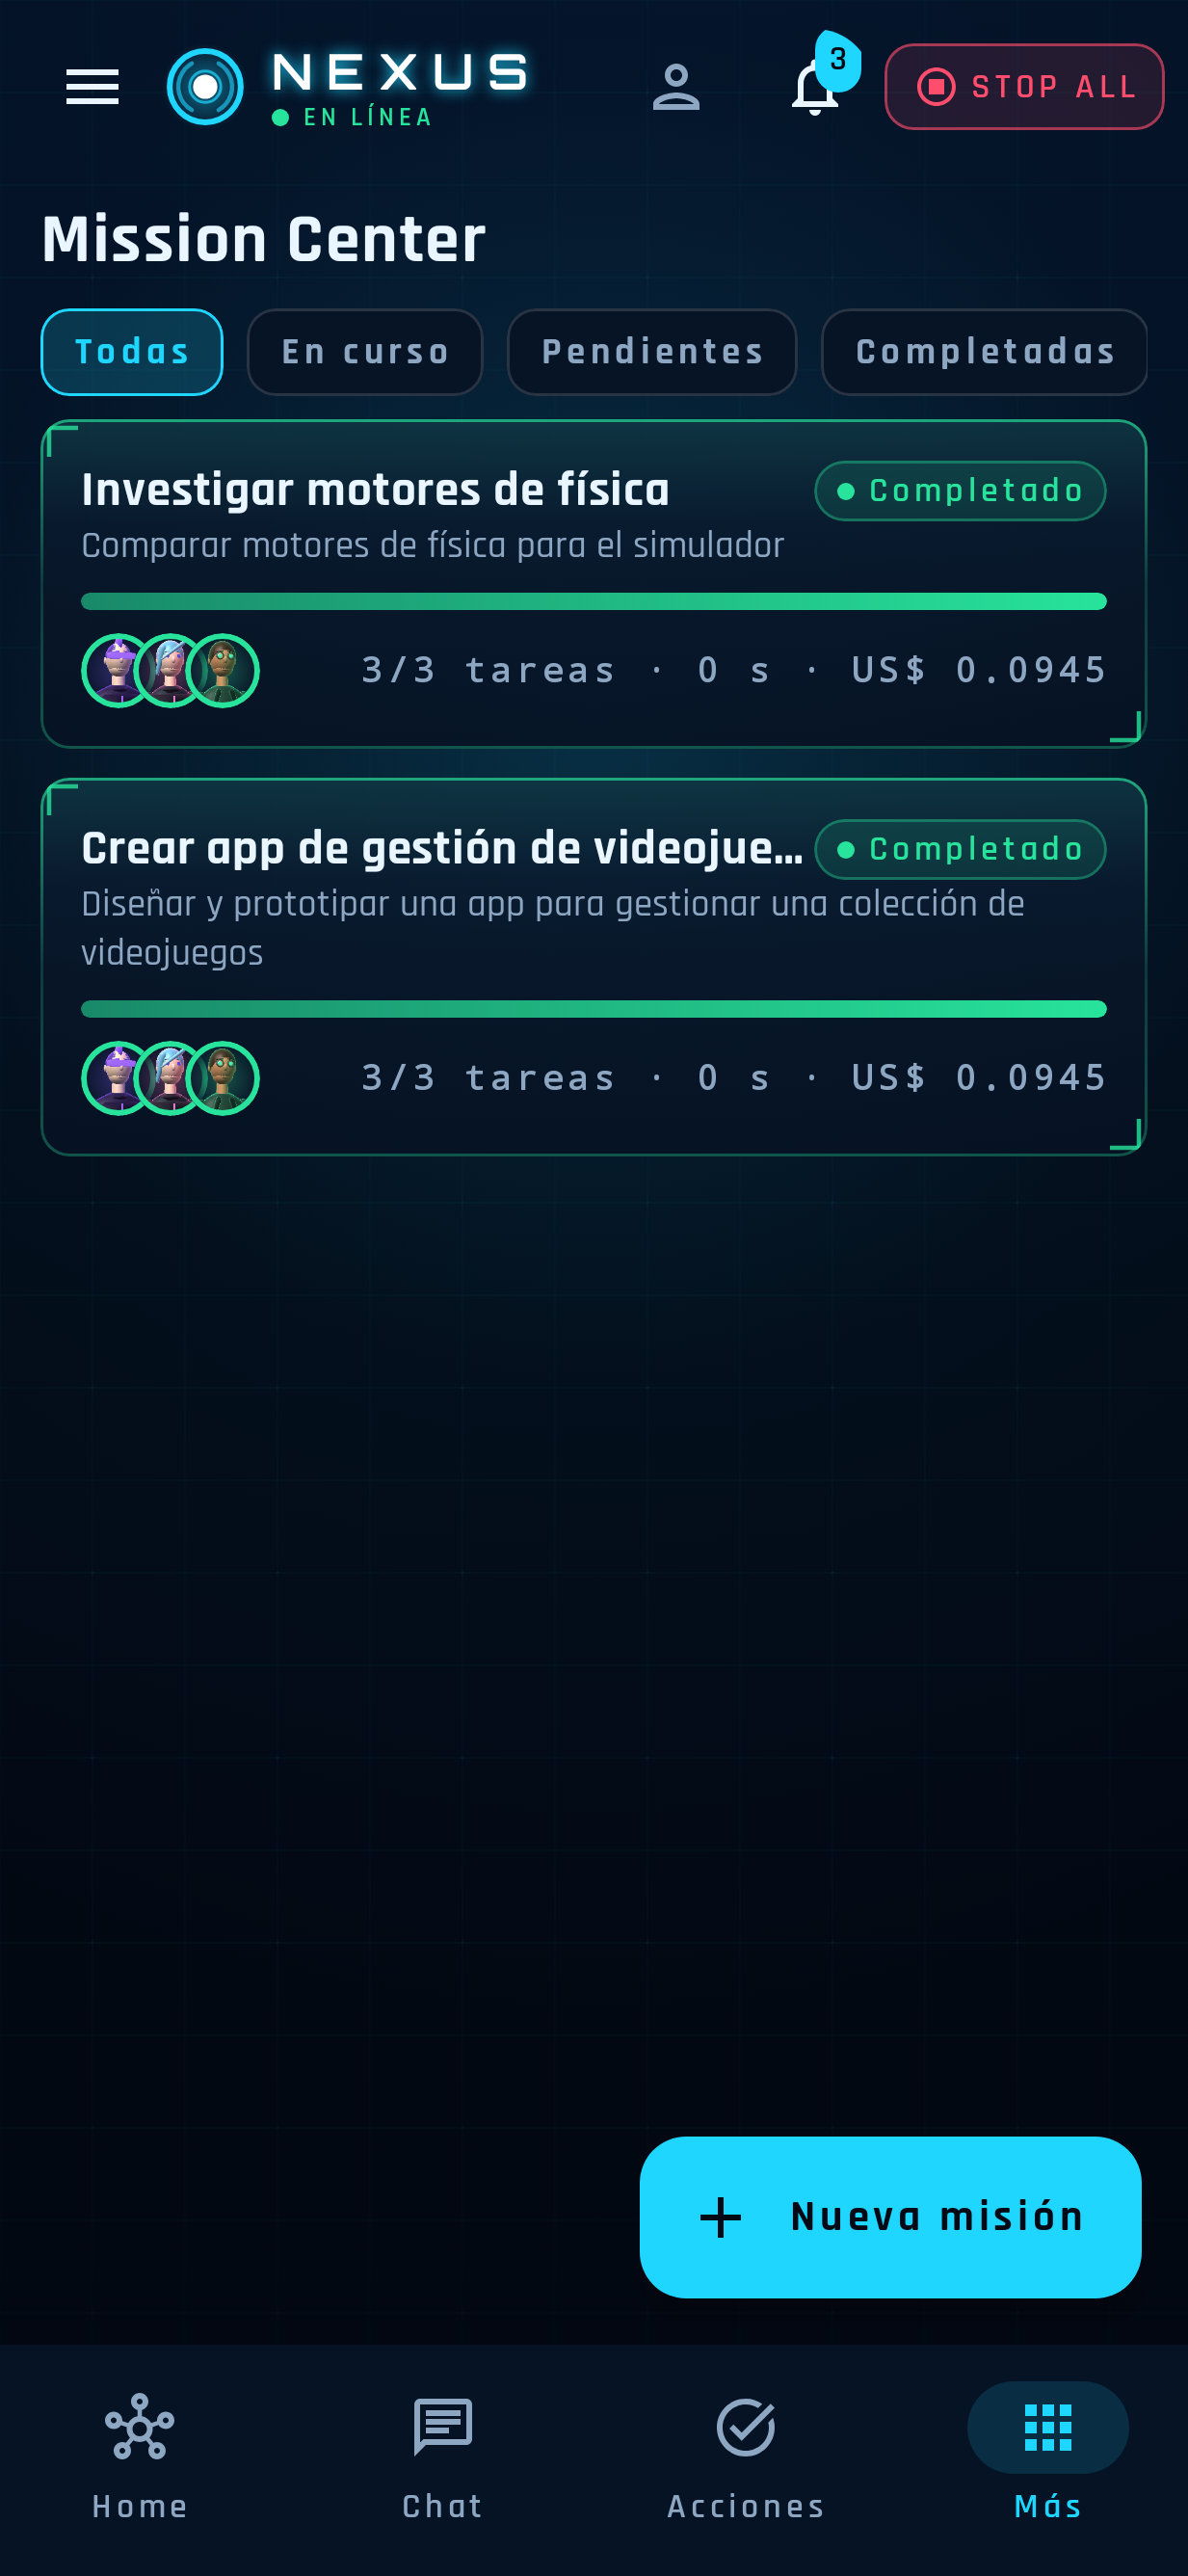 NEXUS
EN LÍNEA
3
STOP ALL
Mission Center
Todas
En curso
Pendientes
Completadas
Investigar motores de física
Completado
Comparar motores de física para el simulador
3/3 tareas · 0 s · US$ 0.0945
Crear app de gestión de videojue...
Completado
Diseñar y prototipar una app para gestionar una colección de
videojuegos
3/3 tareas · 0 s · US$ 0.0945
Nueva misión
Home
Chat
Acciones
Más